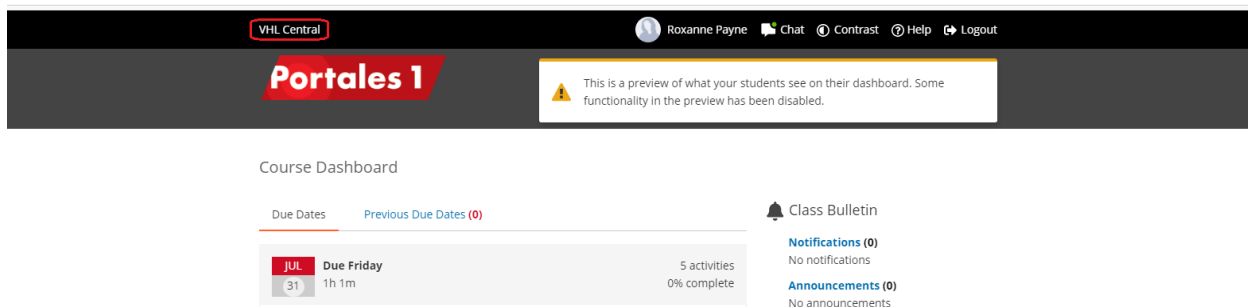 VHL Central
Roxanne Payne Chat Contrast Help Logout
Portales 1
This is a preview of what your students see on their dashboard. Some
functionality in the preview has been disabled.
Course Dashboard
Due Dates Previous Due Dates (0)
JUL
31
Due Friday
1h 1m
5 activities
0% complete
Class Bulletin
Notifications (0)
No notifications
Announcements (0)
No announcements